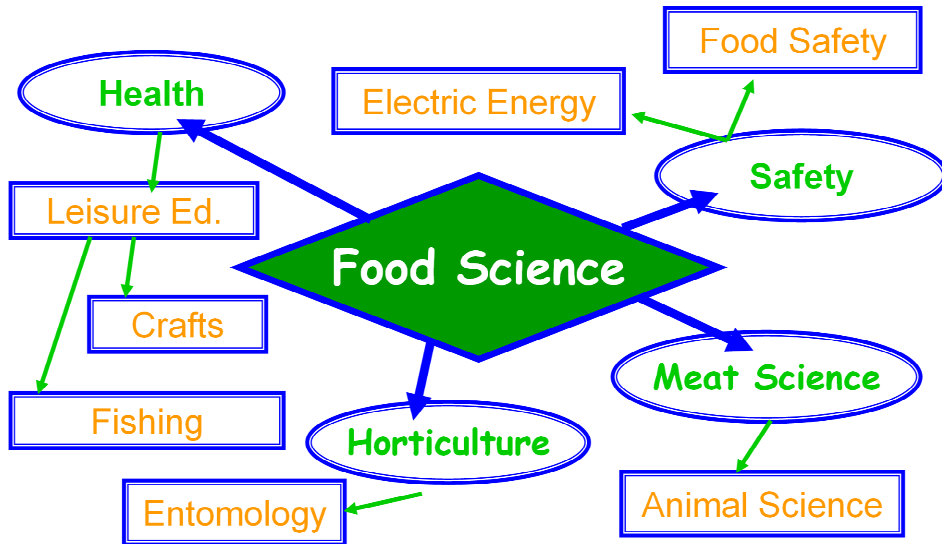 Food Safety
Health
Electric Energy
Safety
Leisure Ed.
Food Science
Crafts
Meat Science
Fishing
Horticulture
Entomology
Animal Science